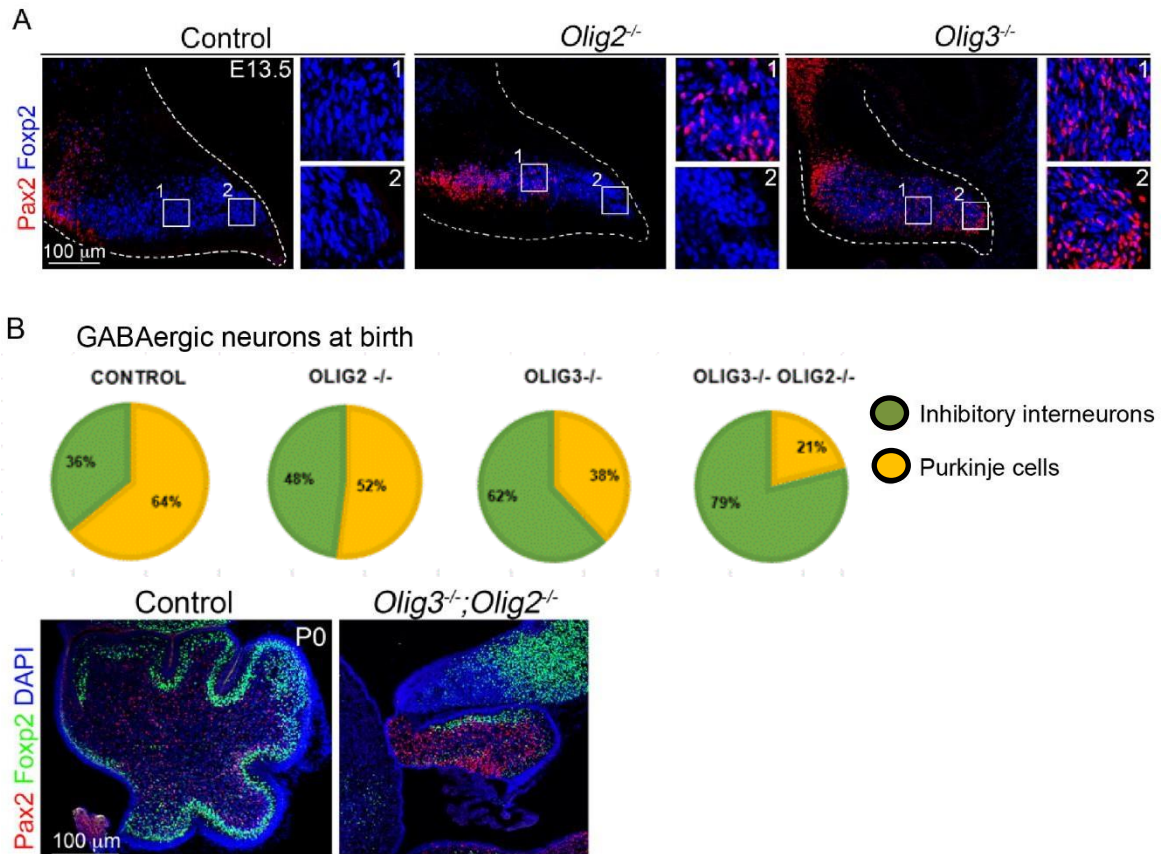 A
Control
Olig2-/-
Olig3-/-
Pax2 Foxp2
E13.5
1
2
1
2
100 µm
1
2
1
2
1
2
1
2
B
GABAergic neurons at birth
CONTROL
OLIG2 -/-
OLIG3-/-
OLIG3-/- OLIG2-/-
36%
64%
48%
52%
62%
38%
79%
21%
Inhibitory interneurons
Purkinje cells
Control
Olig3-/-;Olig2-/-
Pax2 Foxp2 DAPI
P0
100 µm